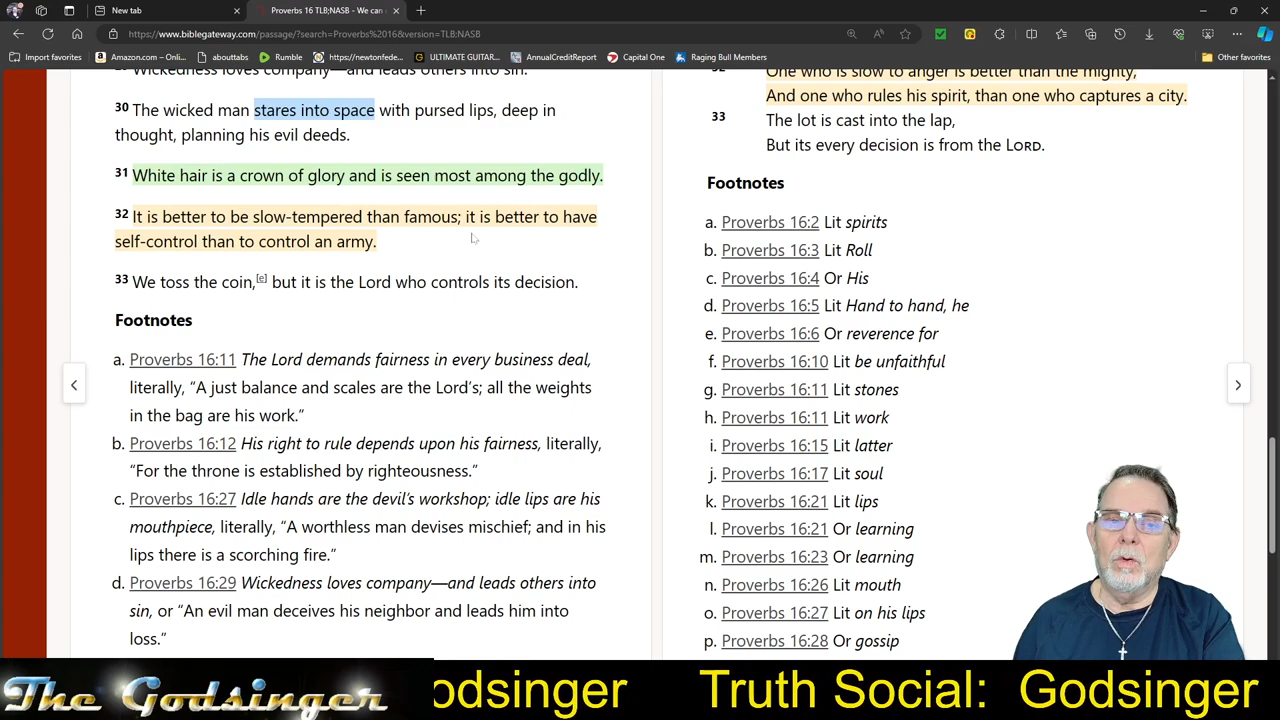 New tab
Proverbs 16 TLB;NASB - We can
https://www.biblegateway.com/passage/?search=Proverbs%2016&version=TLB;NASB
Import favorites
Amazon.com – Onli...
abouttabs
Rumble
https://newtonfede...
ULTIMATE GUITAR...
AnnualCreditReport
Capital One
Raging Bull Members
Other favorites
Wickedness loves company—and leads others into sin.
30 The wicked man stares into space with pursed lips, deep in
thought, planning his evil deeds.
31 White hair is a crown of glory and is seen most among the godly.
32 It is better to be slow-tempered than famous; it is better to have
self-control than to control an army.
33 We toss the coin,[e] but it is the Lord who controls its decision.
Footnotes
a. Proverbs 16:11 The Lord demands fairness in every business deal,
literally, “A just balance and scales are the Lord’s; all the weights
in the bag are his work.”
b. Proverbs 16:12 His right to rule depends upon his fairness, literally,
“For the throne is established by righteousness.”
c. Proverbs 16:27 Idle hands are the devil’s workshop; idle lips are his
mouthpiece, literally, “A worthless man devises mischief; and in his
lips there is a scorching fire.”
d. Proverbs 16:29 Wickedness loves company—and leads others into
sin, or “An evil man deceives his neighbor and leads him into
loss.”
One who is slow to anger is better than the mighty,
And one who rules his spirit, than one who captures a city.
33 The lot is cast into the lap,
But its every decision is from the LORD.
Footnotes
a. Proverbs 16:2 Lit spirits
b. Proverbs 16:3 Lit Roll
c. Proverbs 16:4 Or His
d. Proverbs 16:5 Lit Hand to hand, he
e. Proverbs 16:6 Or reverence for
f. Proverbs 16:10 Lit be unfaithful
g. Proverbs 16:11 Lit stones
h. Proverbs 16:11 Lit work
i. Proverbs 16:15 Lit latter
j. Proverbs 16:17 Lit soul
k. Proverbs 16:21 Lit lips
l. Proverbs 16:21 Or learning
m. Proverbs 16:23 Or learning
n. Proverbs 16:26 Lit mouth
o. Proverbs 16:27 Lit on his lips
p. Proverbs 16:28 Or gossip
The Godsinger
odsinger Truth Social: Godsinger